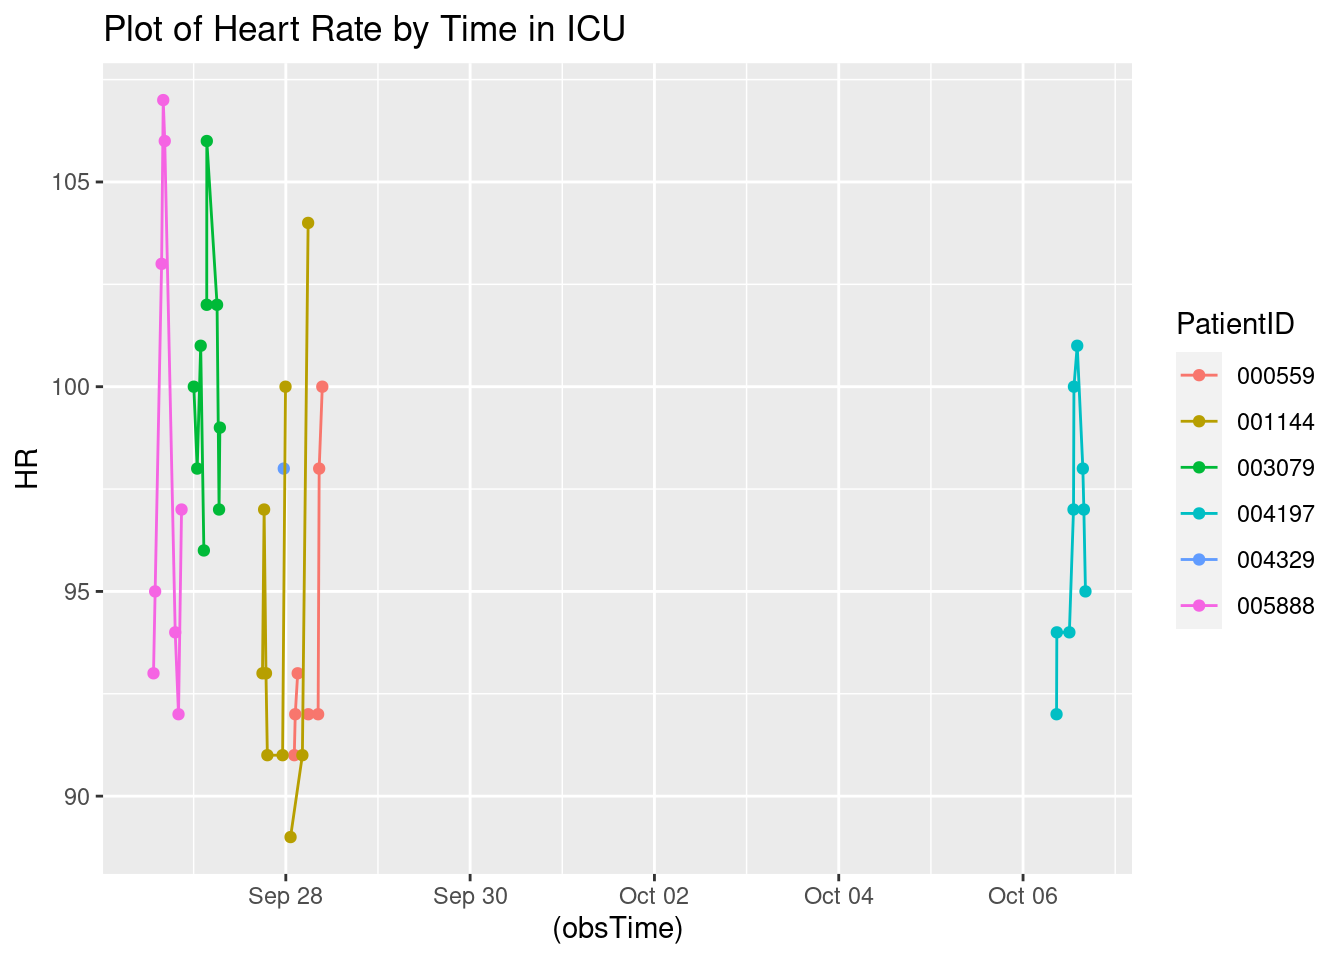 Plot of Heart Rate by Time in ICU
105
100
95
90
HR
Sep 28
Sep 30
Oct 02
Oct 04
Oct 06
(obsTime)
PatientID
000559
001144
003079
004197
004329
005888